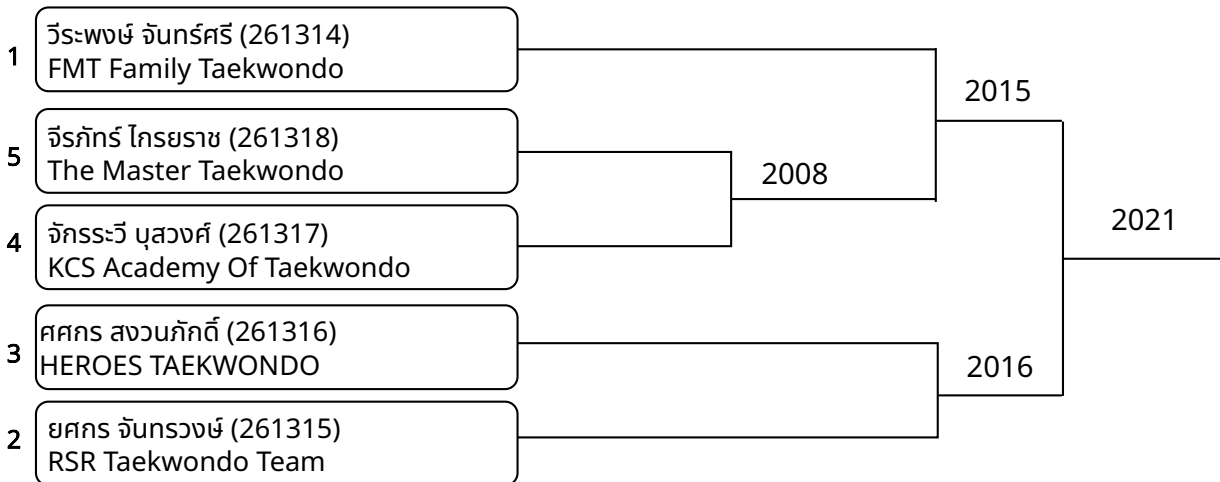 1
วีระพงษ์ จันทร์ศรี (261314)
FMT Family Taekwondo
2015
5
จีรภัทร์ ไกรยราช (261318)
The Master Taekwondo
2008
4
จักรระวี บุสวงศ์ (261317)
KCS Academy Of Taekwondo
2021
3
ศศกร สงวนภักดิ์ (261316)
HEROES TAEKWONDO
2016
2
ยศกร จันทรวงษ์ (261315)
RSR Taekwondo Team